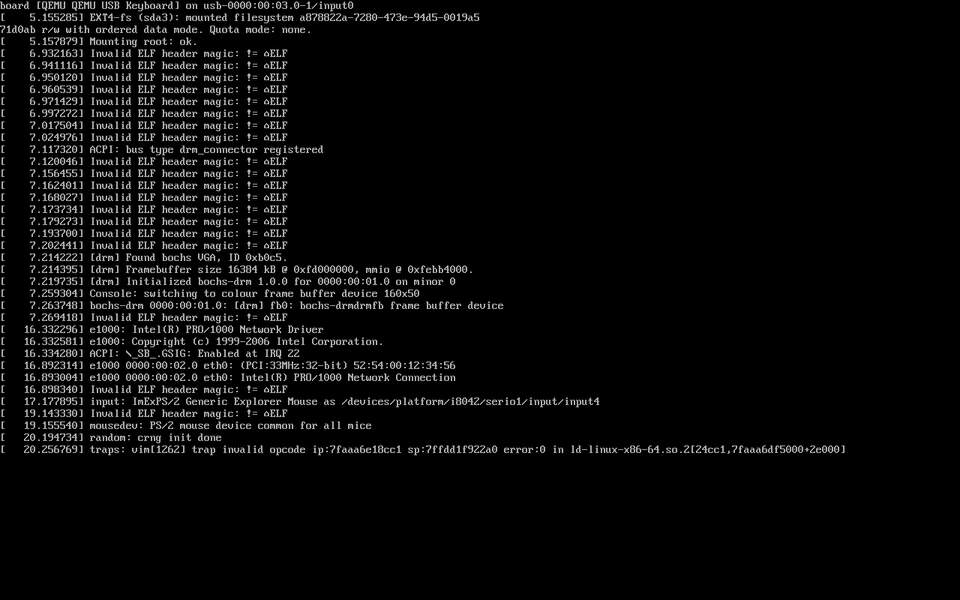 board [QEMU QEMU USB Keyboard] on usb-0000:00:03.0-1/input0
[    5.155285] EXT4-fs (sda3): mounted filesystem a878822a-7280-473e-94d5-0019a5
71d0ab r/w with ordered data mode. Quota mode: none.
[    5.157879] Mounting root: ok.
[    6.932163] Invalid ELF header magic: != ⌂ELF
[    6.941116] Invalid ELF header magic: != ⌂ELF
[    6.950120] Invalid ELF header magic: != ⌂ELF
[    6.960539] Invalid ELF header magic: != ⌂ELF
[    6.971429] Invalid ELF header magic: != ⌂ELF
[    6.997272] Invalid ELF header magic: != ⌂ELF
[    7.017504] Invalid ELF header magic: != ⌂ELF
[    7.024976] Invalid ELF header magic: != ⌂ELF
[    7.117320] ACPI: bus type drm_connector registered
[    7.120046] Invalid ELF header magic: != ⌂ELF
[    7.156455] Invalid ELF header magic: != ⌂ELF
[    7.162401] Invalid ELF header magic: != ⌂ELF
[    7.168027] Invalid ELF header magic: != ⌂ELF
[    7.173734] Invalid ELF header magic: != ⌂ELF
[    7.179273] Invalid ELF header magic: != ⌂ELF
[    7.193700] Invalid ELF header magic: != ⌂ELF
[    7.202441] Invalid ELF header magic: != ⌂ELF
[    7.214222] [drm] Found bochs VGA, ID 0xb0c5.
[    7.214395] [drm] Framebuffer size 16384 kB @ 0xfd000000, mmio @ 0xfebb4000.
[    7.219735] [drm] Initialized bochs-drm 1.0.0 for 0000:00:01.0 on minor 0
[    7.259304] Console: switching to colour frame buffer device 160x50
[    7.263748] bochs-drm 0000:00:01.0: [drm] fb0: bochs-drmdrmfb frame buffer device
[    7.269418] Invalid ELF header magic: != ⌂ELF
[   16.332296] e1000: Intel(R) PRO/1000 Network Driver
[   16.332581] e1000: Copyright (c) 1999-2006 Intel Corporation.
[   16.334280] ACPI: \_SB_.GSIG: Enabled at IRQ 22
[   16.892314] e1000 0000:00:02.0 eth0: (PCI:33MHz:32-bit) 52:54:00:12:34:56
[   16.893004] e1000 0000:00:02.0 eth0: Intel(R) PRO/1000 Network Connection
[   16.898340] Invalid ELF header magic: != ⌂ELF
[   17.177895] input: ImExPS/2 Generic Explorer Mouse as /devices/platform/i8042/serio1/input/input4
[   19.143330] Invalid ELF header magic: != ⌂ELF
[   19.155540] mousedev: PS/2 mouse device common for all mice
[   20.194734] random: crng init done
[   20.256769] traps: vim[1262] trap invalid opcode ip:7faaa6e18cc1 sp:7ffdd1f922a0 error:0 in ld-linux-x86-64.so.2[24cc1,7faaa6df5000+2e000]